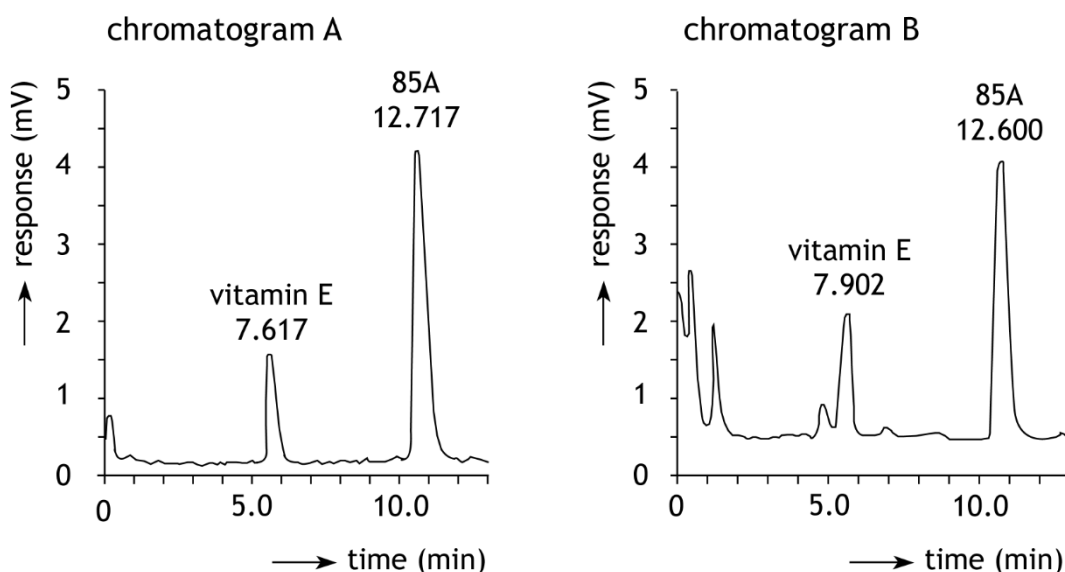 chromatogram A
response (mV)
5
4
3
2
1
0
85A
12.717
vitamin E
7.617
0
5.0
10.0
time (min)
chromatogram B
response (mV)
5
4
3
2
1
0
85A
12.600
vitamin E
7.902
0
5.0
10.0
time (min)